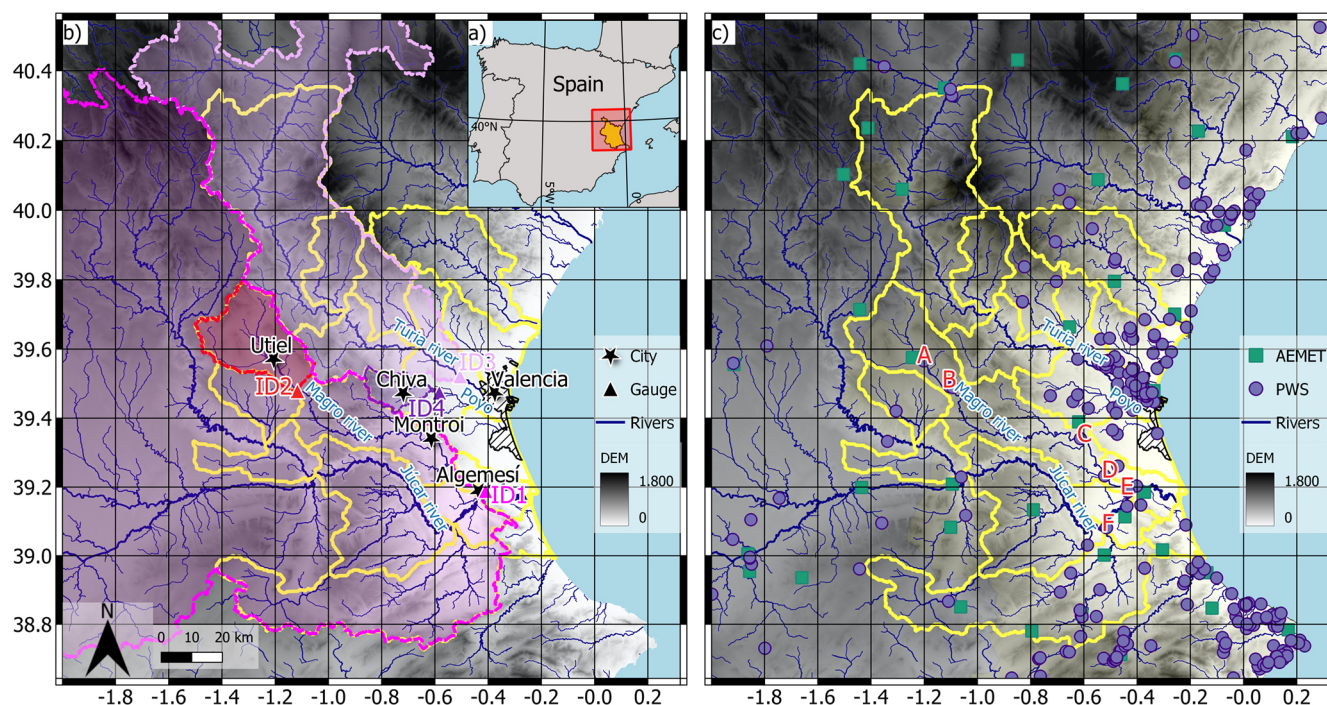 b)
a)
Spain
40°N
5°W
0°
40.4
40.2
40.0
39.8
39.6
39.4
39.2
39.0
38.8
Utiel
ID2
Chiva
ID4
Montroi
Algemesí
ID1
ID3
Valencia
Turia river
Poyo
Magro river
Júcar river
City
Gauge
Rivers
DEM
1.800
0
N
0 10 20 km
-1.8 -1.6 -1.4 -1.2 -1.0 -0.8 -0.6 -0.4 -0.2 0.0 0.2
c)
A
B
C
D
E
F
Turia river
Poyo
Magro river
Júcar river
AEMET
PWS
Rivers
DEM
1.800
0
-1.8 -1.6 -1.4 -1.2 -1.0 -0.8 -0.6 -0.4 -0.2 -0.0 0.2